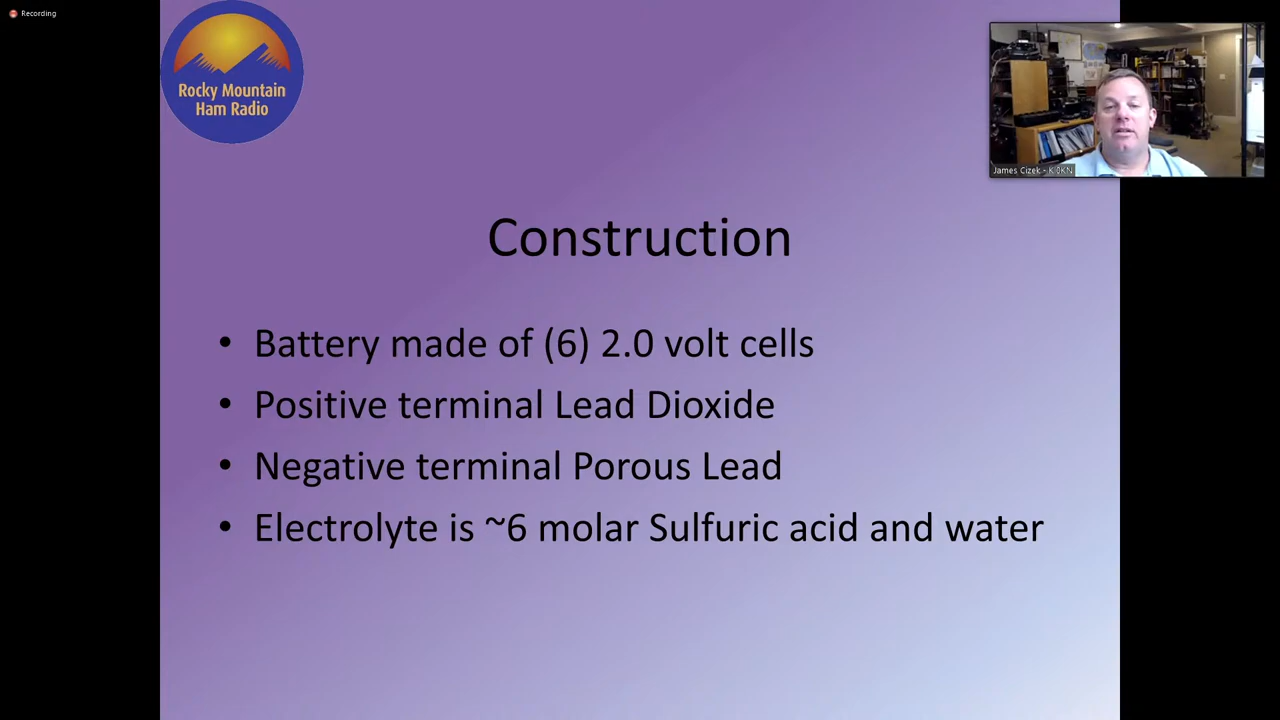 Recording
Rocky Mountain
Ham Radio
James Cizek - KI0KN
Construction
• Battery made of (6) 2.0 volt cells
• Positive terminal Lead Dioxide
• Negative terminal Porous Lead
• Electrolyte is ~6 molar Sulfuric acid and water